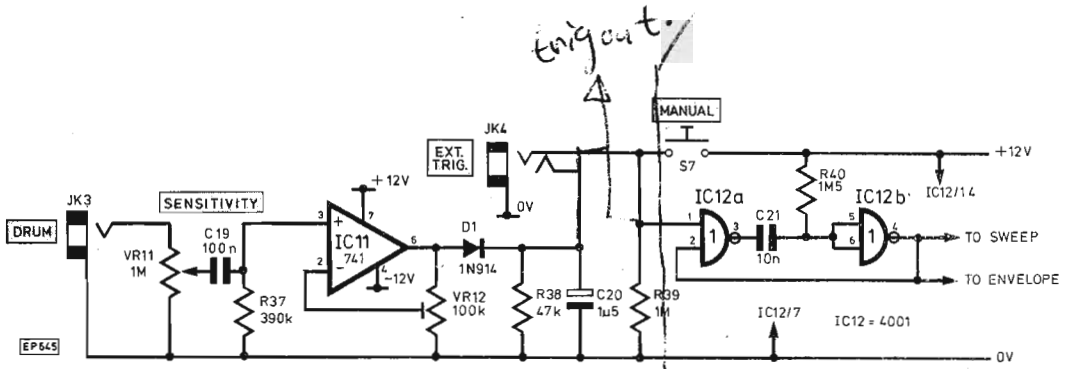 trig out.
MANUAL
JK4
EXT.
TRIG.
S7
+12V
R40
1M5
IC12/14
0V
JK3
DRUM
SENSITIVITY
+12V
C19
100n
VR11
1M
3
+
7
IC11
741
2
-
4
-12V
6
D1
1N914
IC12a
1
1
2
3
C21
10n
IC12b
5
6
1
4
TO SWEEP
TO ENVELOPE
R37
390k
VR12
100k
R38
47k
C20
1µ5
R39
1M
IC12/7
IC12 = 4001
EP645
0V